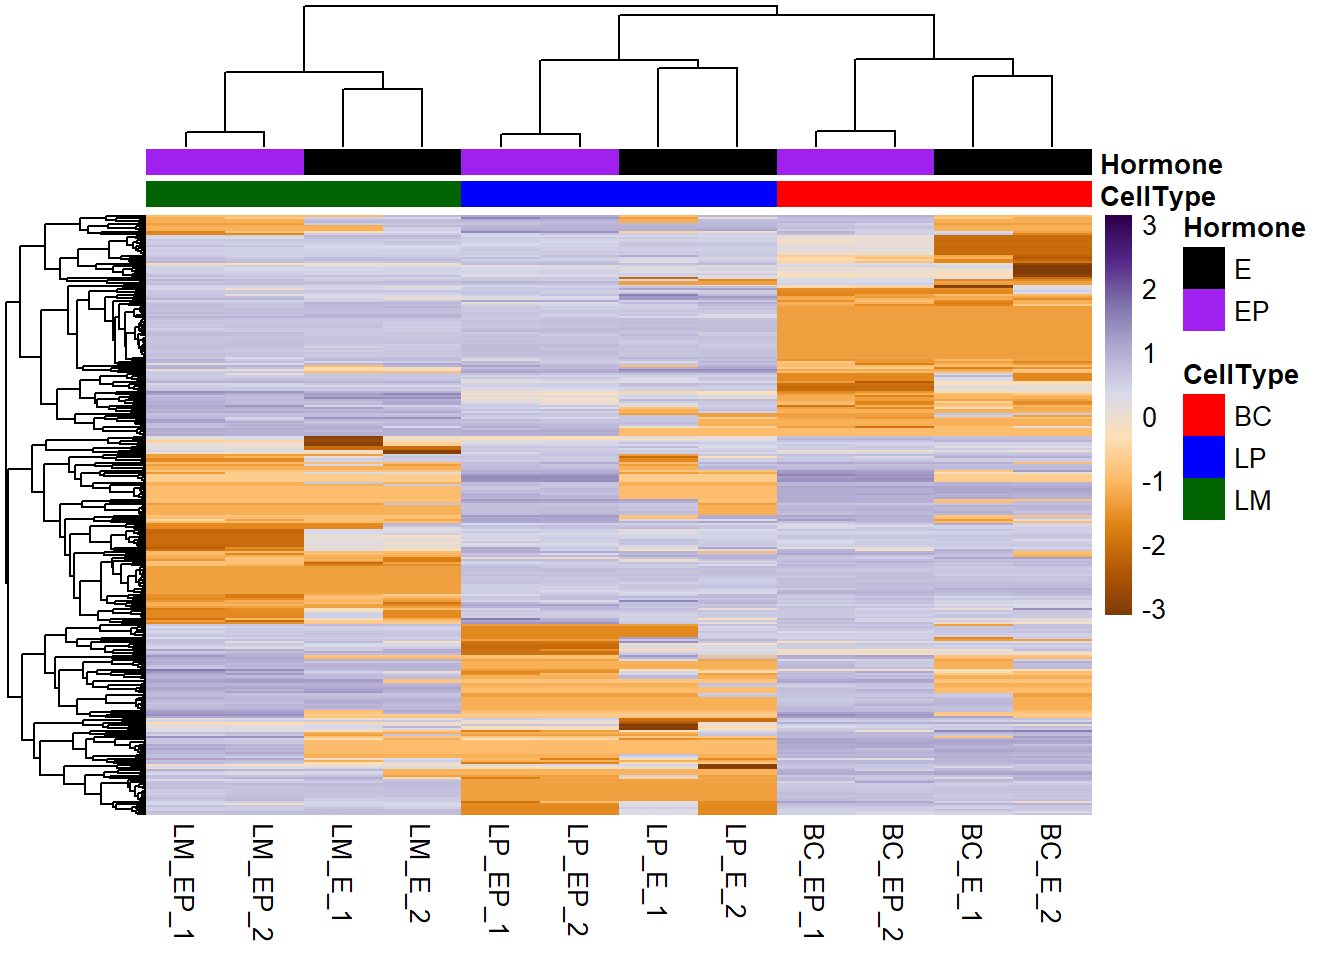 Hormone
CellType
3
2
1
0
-1
-2
-3
Hormone
E
EP
CellType
BC
LP
LM
LM_EP_1
LM_EP_2
LM_E_1
LM_E_2
LP_EP_1
LP_EP_2
LP_E_1
LP_E_2
BC_EP_1
BC_EP_2
BC_E_1
BC_E_2